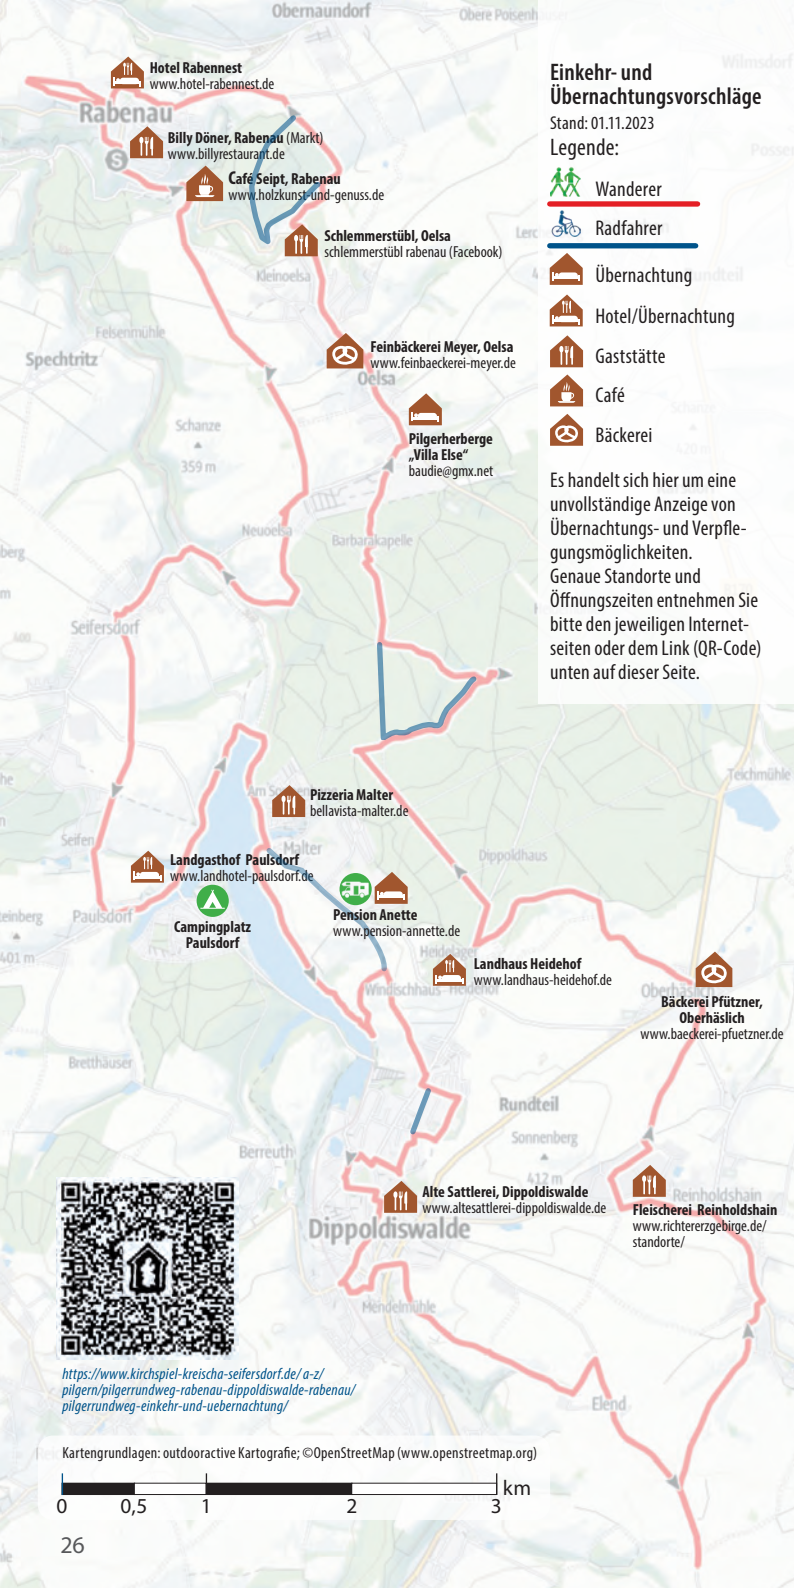 Obernaundorf
Hotel Rabennest
www.hotel-rabennest.de
Rabenau
Billy Döner, Rabenau (Markt)
www.billyrestaurant.de
S
Café Seipt, Rabenau
www.holzkunst-und-genuss.de
Schlemmerstübl, Oelsa
schlemmerstübl rabenau (Facebook)
Kleinoelsa
Felsenmühle
Spechtritz
Feinbäckerei Meyer, Oelsa
www.feinbaeckerei-meyer.de
Oelsa
Schanze
359 m
Pilgerherberge
„Villa Else“
baudie@gmx.net
Neuoelsa
Barbarakapelle
Seifersdorf
Einkehr- und
Übernachtungsvorschläge
Stand: 01.11.2023
Legende:
Wanderer
Radfahrer
Übernachtung
Hotel/Übernachtung
Gaststätte
Café
Bäckerei
Es handelt sich hier um eine
unvollständige Anzeige von
Übernachtungs- und Verpfle-
gungsmöglichkeiten.
Genaue Standorte und
Öffnungszeiten entnehmen Sie
bitte den jeweiligen Internet-
seiten oder dem Link (QR-Code)
unten auf dieser Seite.
Wilmsdorf
Schanze
420 m
Teichmühle
Pizzeria Malter
bellavista-malter.de
Seifen
Malter
Dippoldhaus
Landgasthof Paulsdorf
www.landhotel-paulsdorf.de
Paulsdorf
Campingplatz
Paulsdorf
401 m
Pension Anette
www.pension-annette.de
Heidelager
Landhaus Heidehof
www.landhaus-heidehof.de
Windischhaus
Heidehof
Oberhäslich
Bäckerei Pfützner,
Oberhäslich
www.baeckerei-pfuetzner.de
Bretthäuser
Rundteil
Sonnenberg
412 m
Berreuth
Alte Sattlerei, Dippoldiswalde
www.altesattlerei-dippoldiswalde.de
Dippoldiswalde
Reinholdshain
Fleischerei Reinholdshain
www.richtererzgebirge.de/
standorte/
Mendelmühle
Elend
https://www.kirchspiel-kreischa-seifersdorf.de/ a-z/
pilgern/pilgerrundweg-rabenau-dippoldiswalde-rabenau/
pilgerrundweg-einkehr-und-uebernachtung/
Kartengrundlagen: outdooractive Kartografie; ©OpenStreetMap (www.openstreetmap.org)
km
0 0,5 1 2 3
26